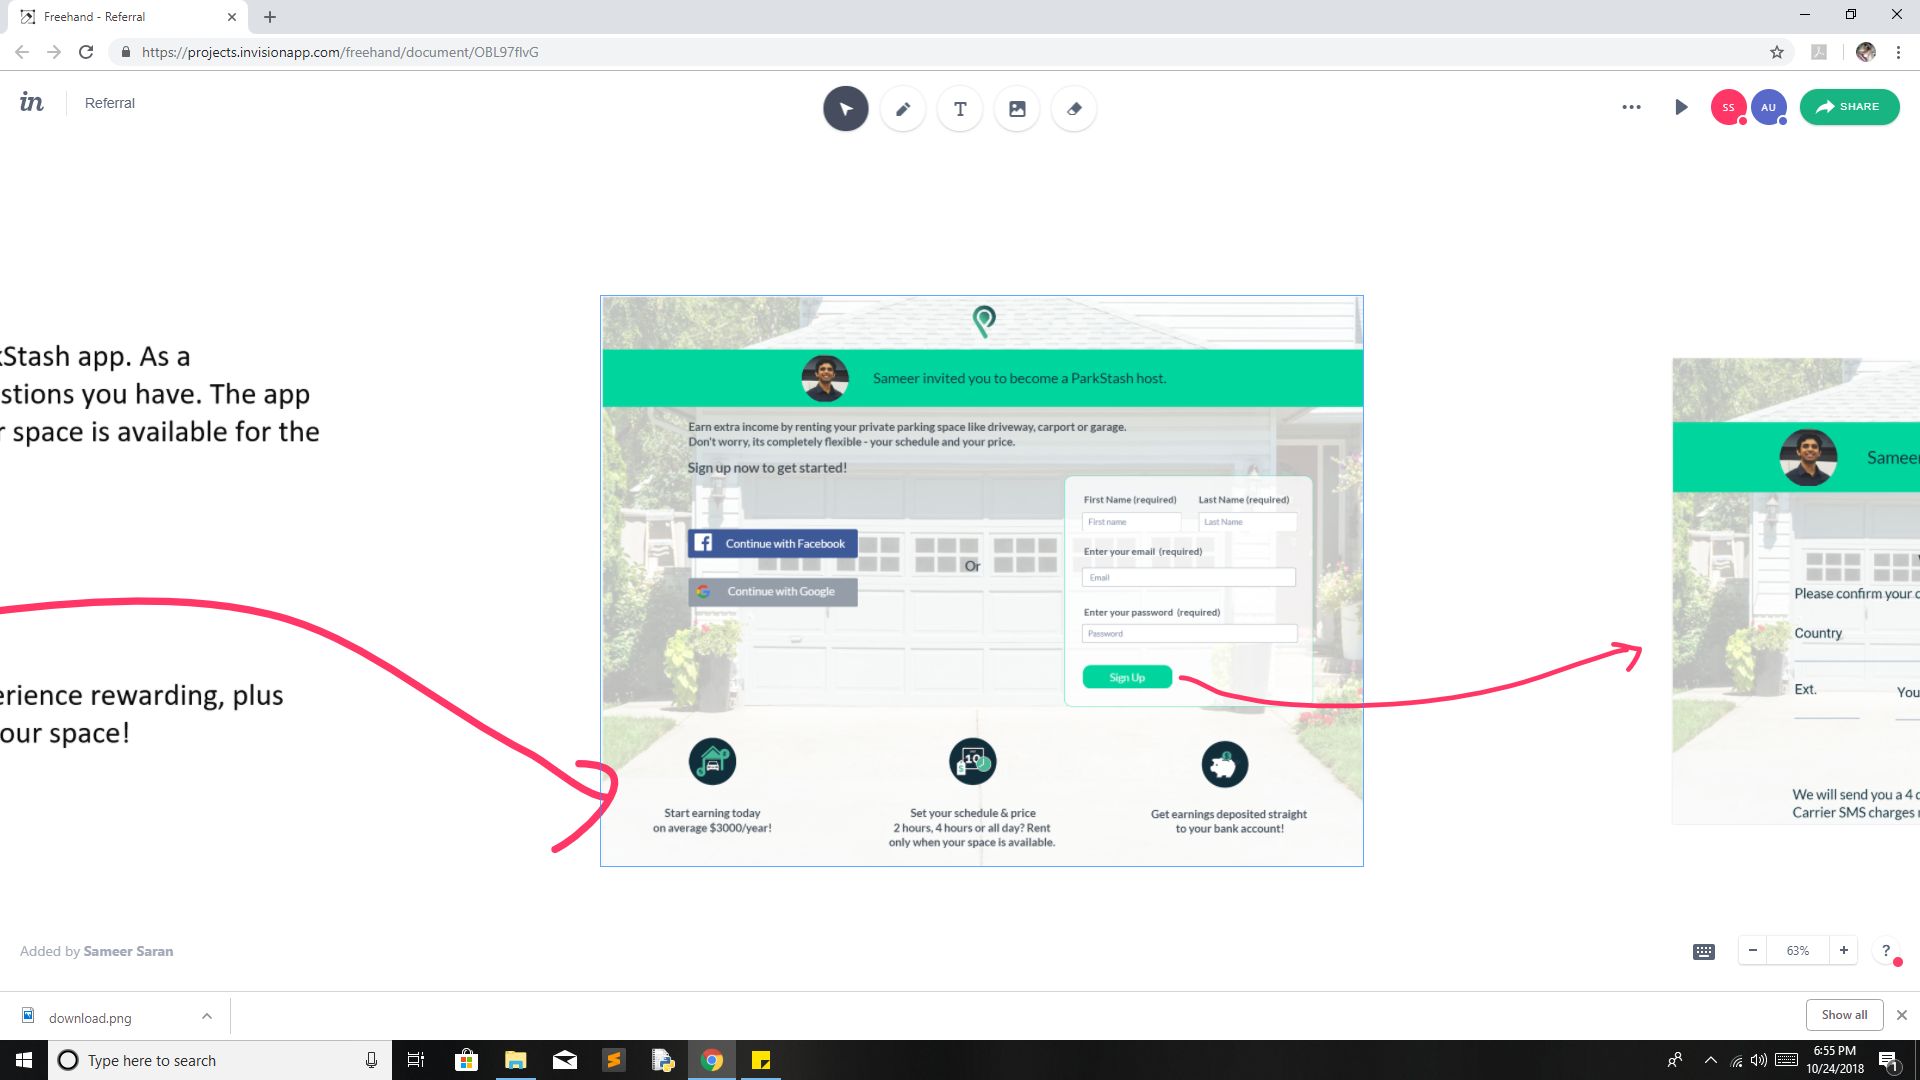 Freehand - Referral
https://projects.invisionapp.com/freehand/document/OBL97flvG
in
Referral
T
SS
AU
SHARE
kStash app. As a
stions you have. The app
r space is available for the
erience rewarding, plus
our space!
Sameer invited you to become a ParkStash host.
Earn extra income by renting your private parking space like driveway, carport or garage.
Don't worry, its completely flexible - your schedule and your price.
Sign up now to get started!
Continue with Facebook
Continue with Google
Or
First Name (required)
Last Name (required)
First name
Last Name
Enter your email (required)
Email
Enter your password (required)
Password
Sign Up
Start earning today
on average $3000/year!
10
Set your schedule & price
2 hours, 4 hours or all day? Rent
only when your space is available.
Get earnings deposited straight
to your bank account!
Sameer
Please confirm your c
Country
Ext.
You
We will send you a 4 d
Carrier SMS charges
Added by Sameer Saran
63%
?
download.png
Show all
Type here to search
6:55 PM
10/24/2018
1